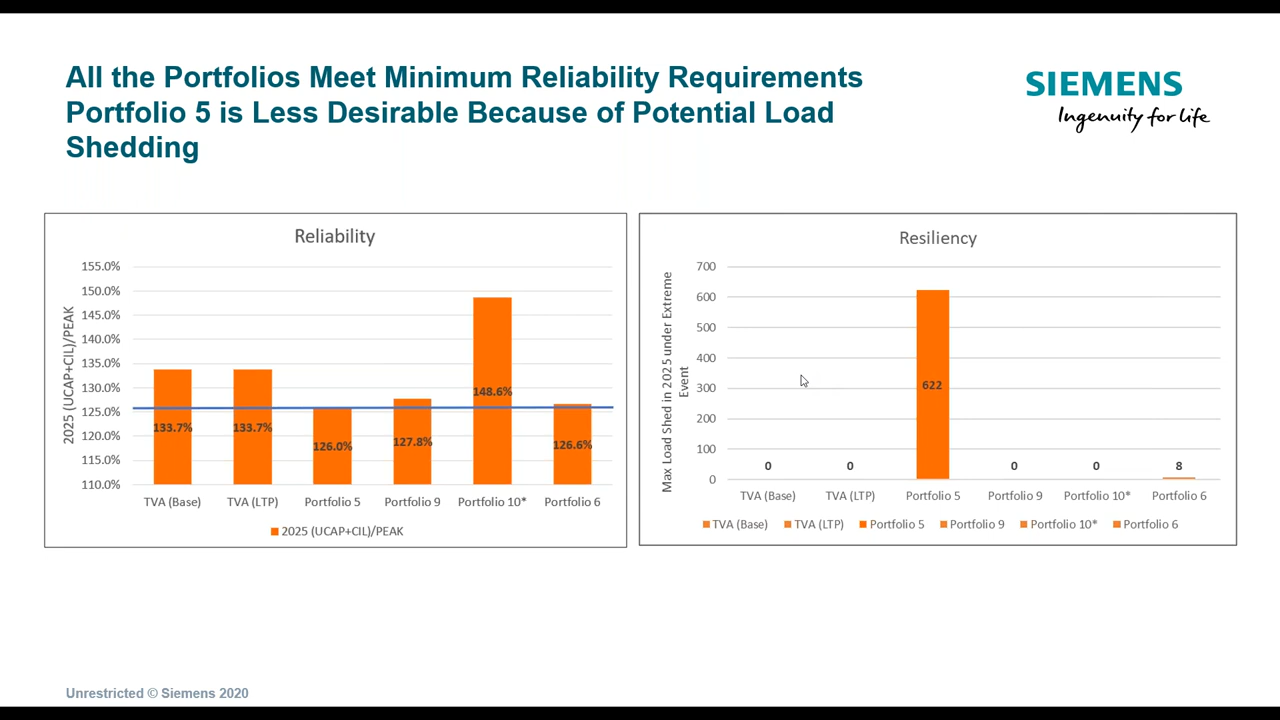 All the Portfolios Meet Minimum Reliability Requirements
Portfolio 5 is Less Desirable Because of Potential Load
Shedding
SIEMENS
Ingenuity for life
Reliability
2025 (UCAP+CIL)/PEAK
155.0%
150.0%
145.0%
140.0%
135.0%
130.0%
125.0%
120.0%
115.0%
110.0%
133.7%
133.7%
126.0%
127.8%
148.6%
126.6%
TVA (Base) TVA (LTP) Portfolio 5 Portfolio 9 Portfolio 10* Portfolio 6
2025 (UCAP+CIL)/PEAK
Resiliency
Max Load Shed in 2025 under Extreme
Event
700
600
500
400
300
200
100
0
0 0 622 0 0 8
TVA (Base) TVA (LTP) Portfolio 5 Portfolio 9 Portfolio 10* Portfolio 6
TVA (Base) TVA (LTP) Portfolio 5 Portfolio 9 Portfolio 10* Portfolio 6
Unrestricted © Siemens 2020